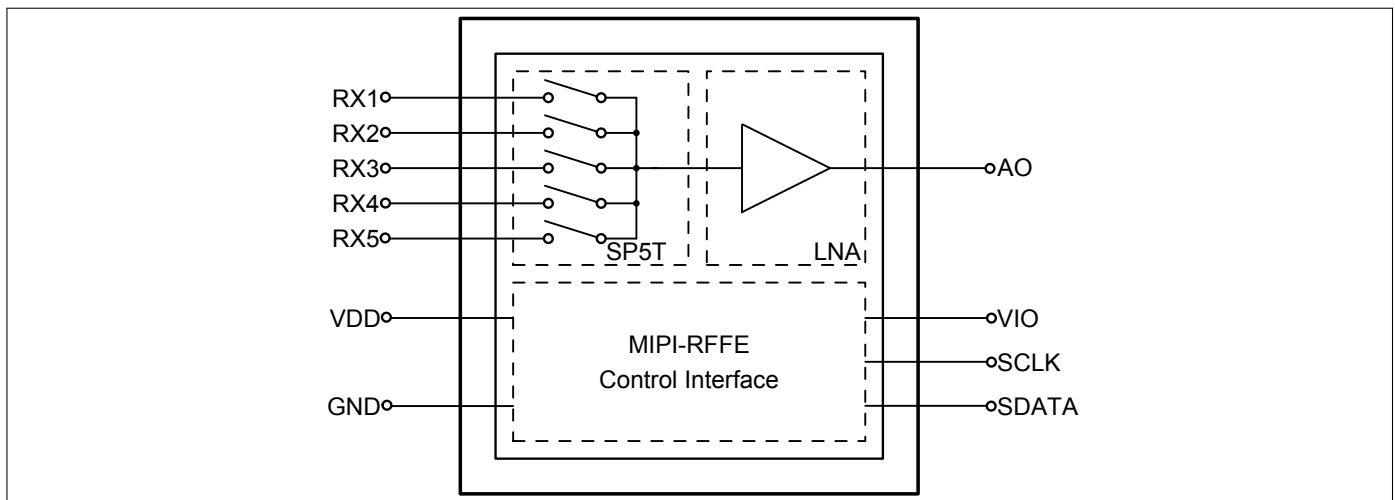 RX1
RX2
RX3
RX4
RX5
SP5T
LNA
AO
VDD
GND
MIPI-RFFE
Control Interface
VIO
SCLK
SDATA